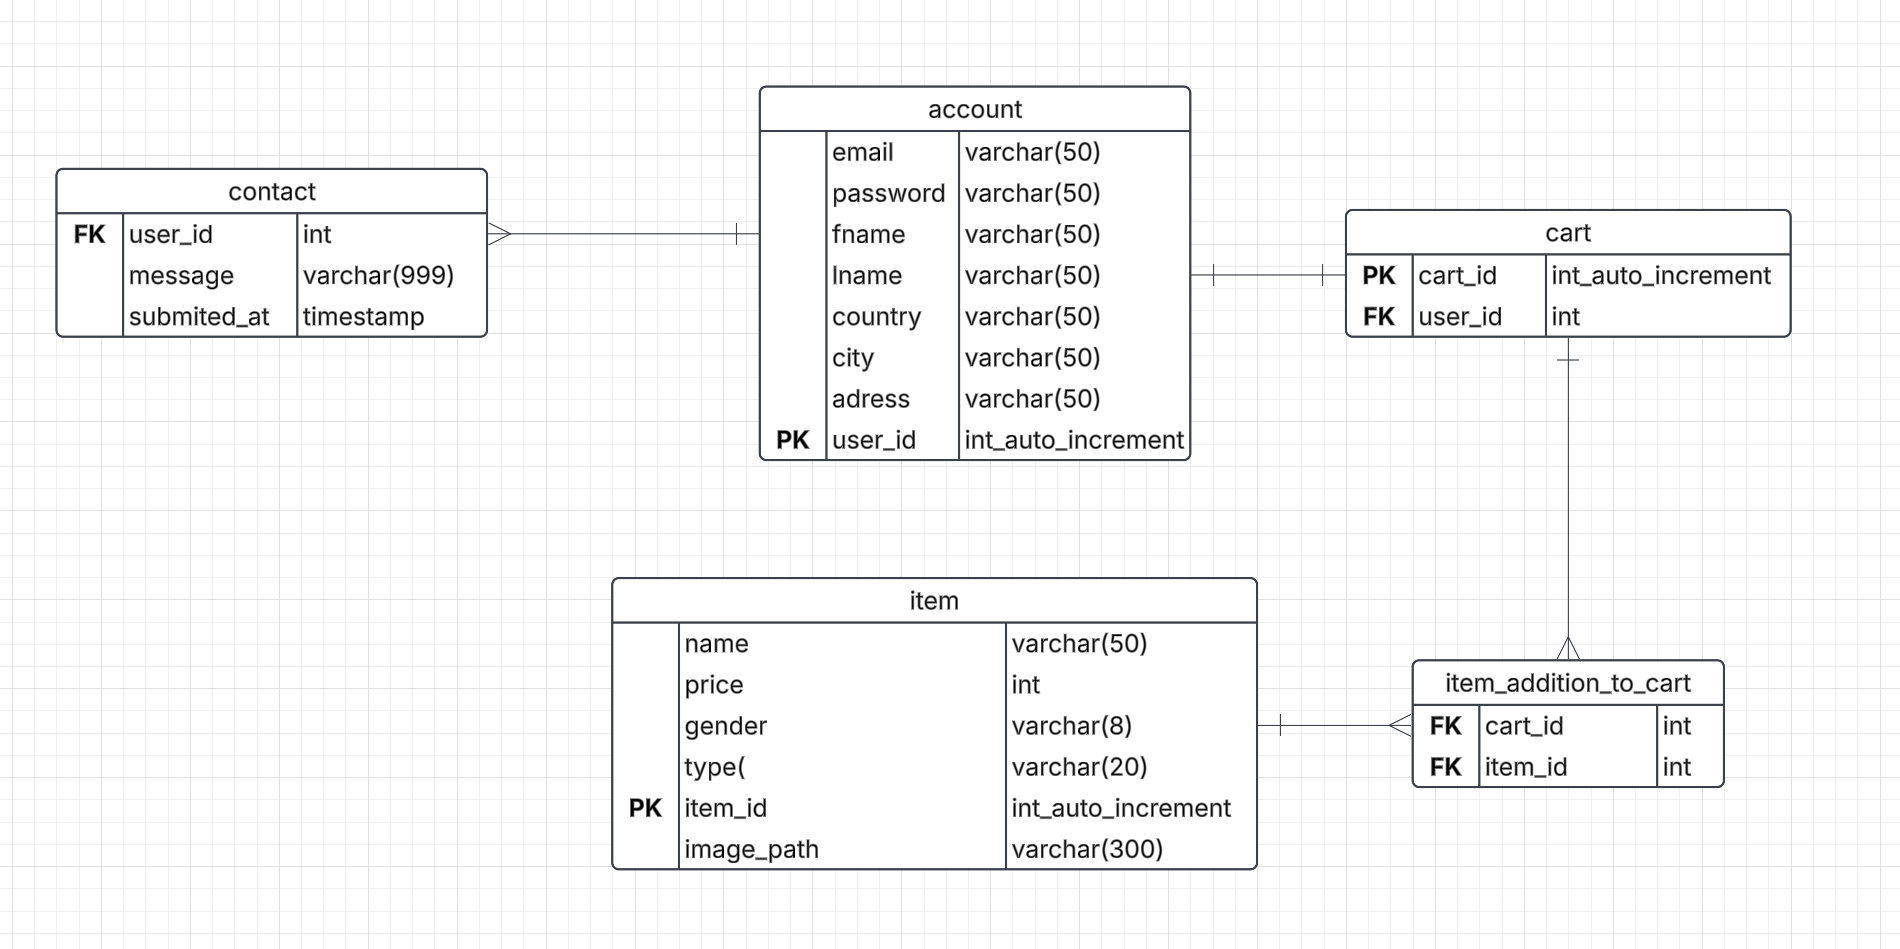 account
email varchar(50)
password varchar(50)
fname varchar(50)
lname varchar(50)
country varchar(50)
city varchar(50)
adress varchar(50)
PK user_id int_auto_increment
contact
FK user_id int
message varchar(999)
submited_at timestamp
cart
PK cart_id int_auto_increment
FK user_id int
item
name varchar(50)
price int
gender varchar(8)
type( varchar(20)
PK item_id int_auto_increment
image_path varchar(300)
item_addition_to_cart
FK cart_id int
FK item_id int